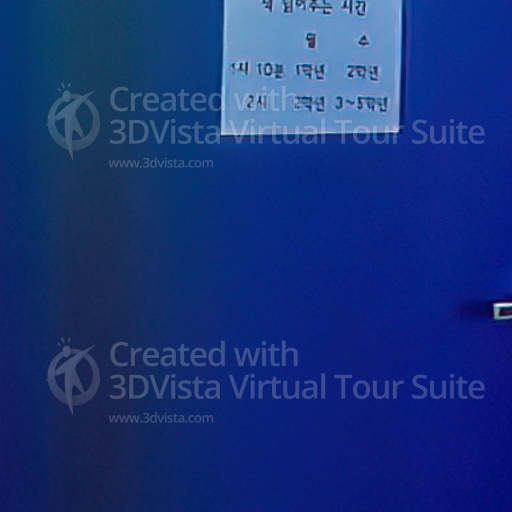 책 읽어주는 시간
월 수
1시 10분 1학년 2학년
2시 2학년 3~5학년
Created with
3DVista Virtual Tour Suite
www.3dvista.com
Created with
3DVista Virtual Tour Suite
www.3dvista.com